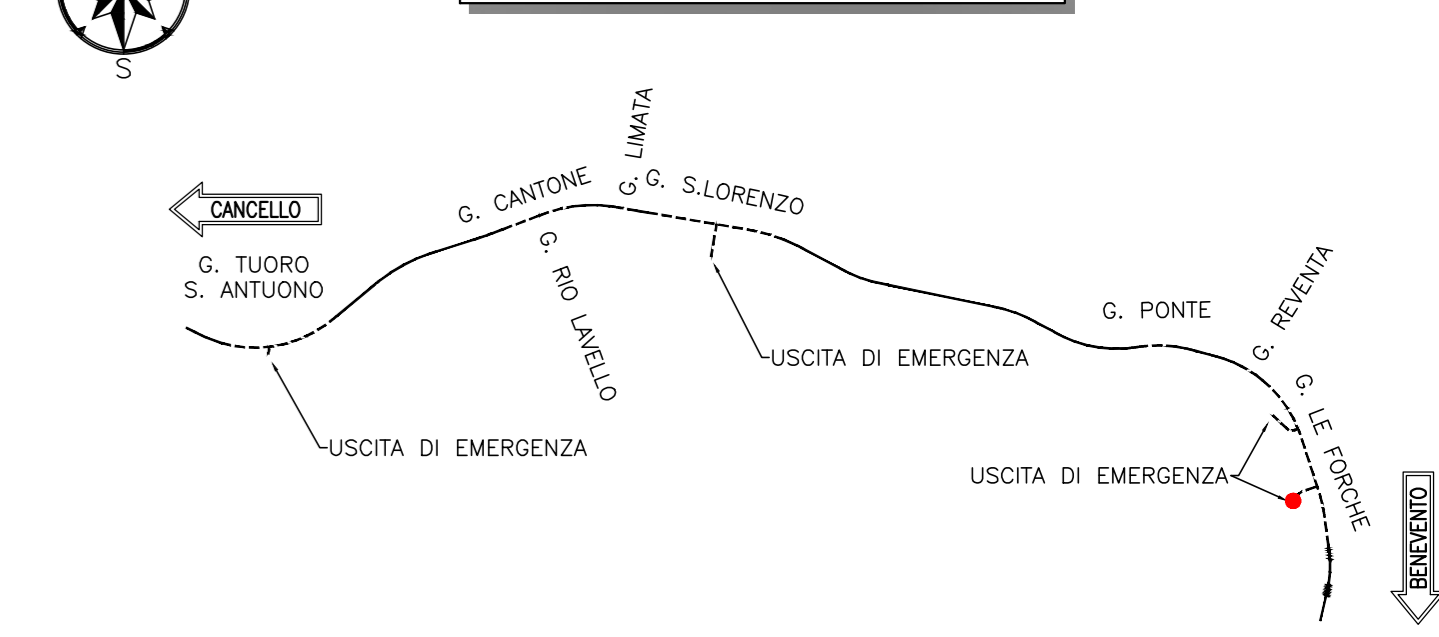 S
G. LIMATA
G. CANTONE
G. S.LORENZO
CANCELLO
G. TUORO
S. ANTUONO
G. RIO LAVELLO
G. REVENTA
G. PONTE
USCITA DI EMERGENZA
G. LE FORCHE
USCITA DI EMERGENZA
USCITA DI EMERGENZA
BENEVENTO